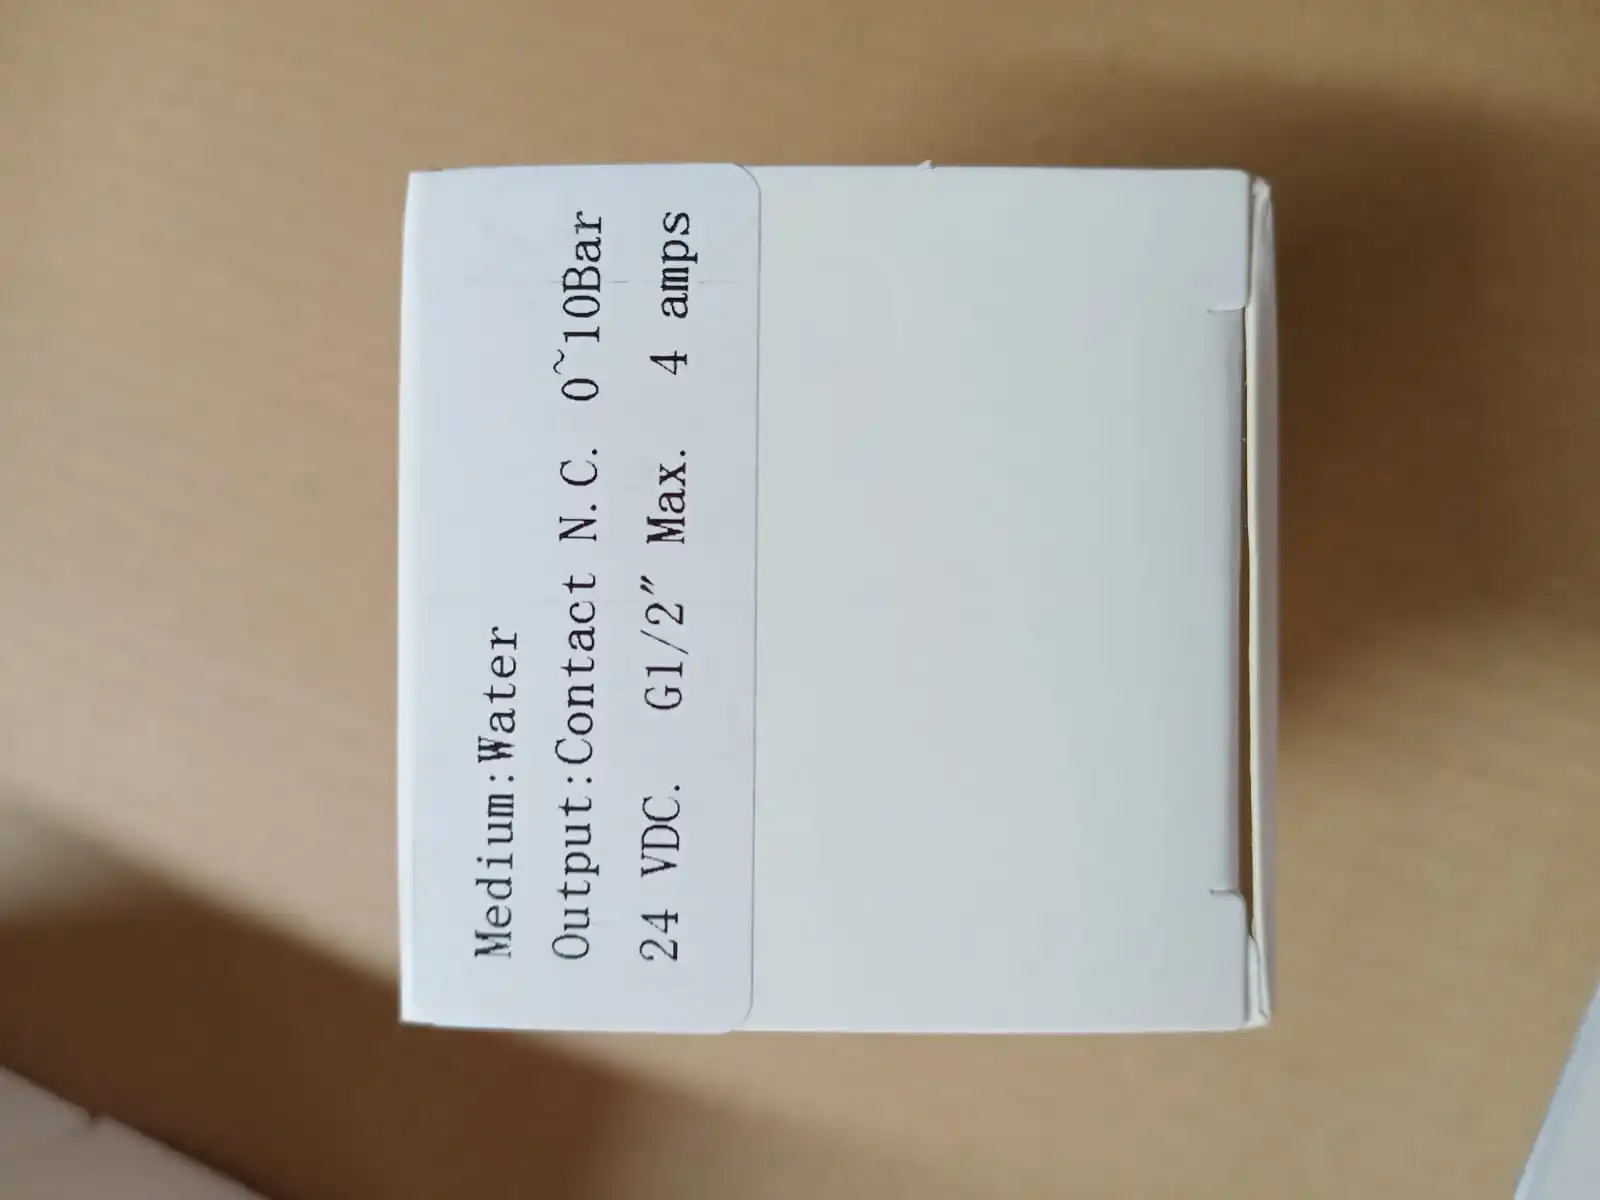 Medium:Water
Output:Contact N.C. 0~10Bar
24 VDC. G1/2″ Max. 4 amps